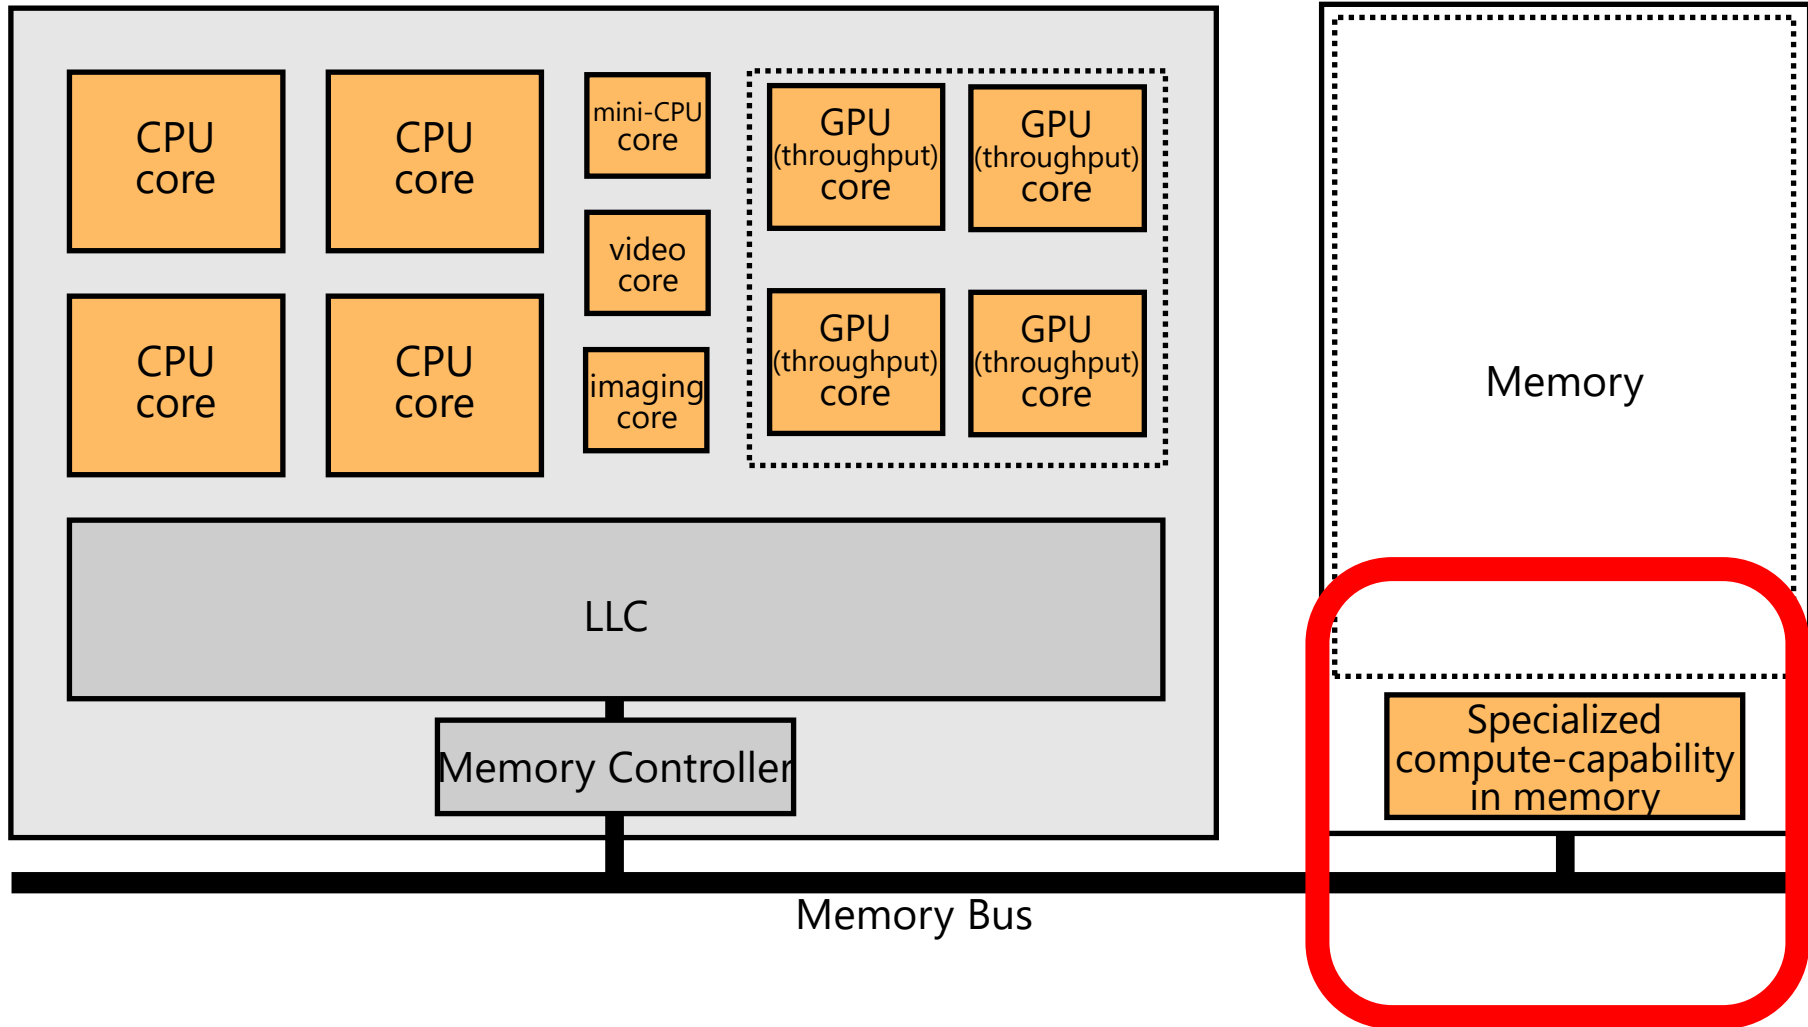 CPU
core
CPU
core
mini-CPU
core
video
core
imaging
core
GPU
(throughput)
core
GPU
(throughput)
core
CPU
core
CPU
core
GPU
(throughput)
core
GPU
(throughput)
core
LLC
Memory Controller
Memory Bus
Memory
Specialized
compute-capability
in memory